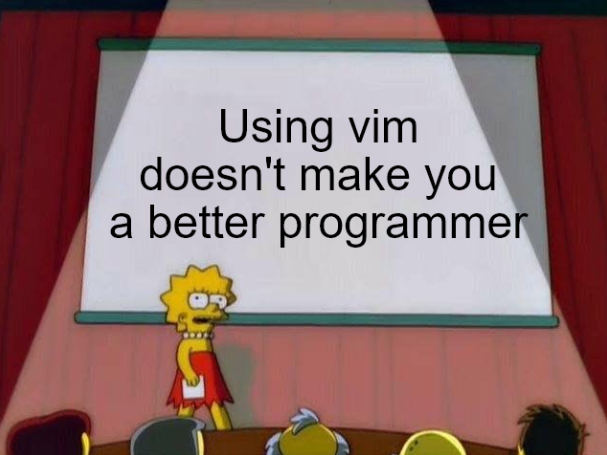 Using vim
doesn't make you
a better programmer